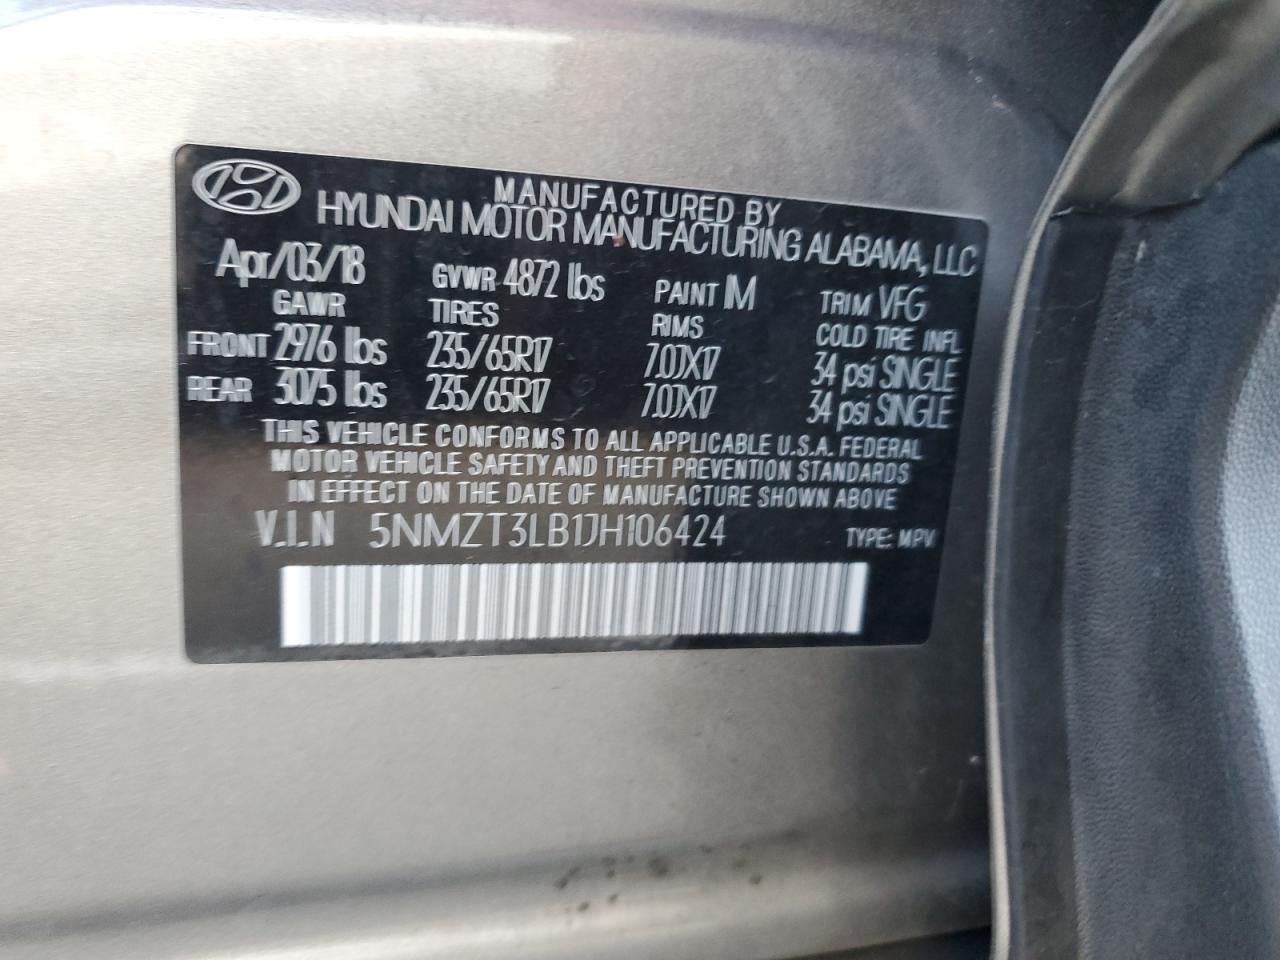 MANUFACTURED BY
HYUNDAI MOTOR MANUFACTURING ALABAMA, LLC
Apr/03/18 GVWR 4872 lbs PAINT IM TRIM VFG
GAWR TIRES RIMS COLD TIRE INFL
FRONT 2976 lbs 235/65R17 7.0JX17 34 psi SINGLE
REAR 3075 lbs 235/65R17 7.0JX17 34 psi SINGLE
THIS VEHICLE CONFORMS TO ALL APPLICABLE U.S.A. FEDERAL
MOTOR VEHICLE SAFETY AND THEFT PREVENTION STANDARDS
IN EFFECT ON THE DATE OF MANUFACTURE SHOWN ABOVE
V.I.N 5NMZT3LB1JH106424 TYPE: MPV